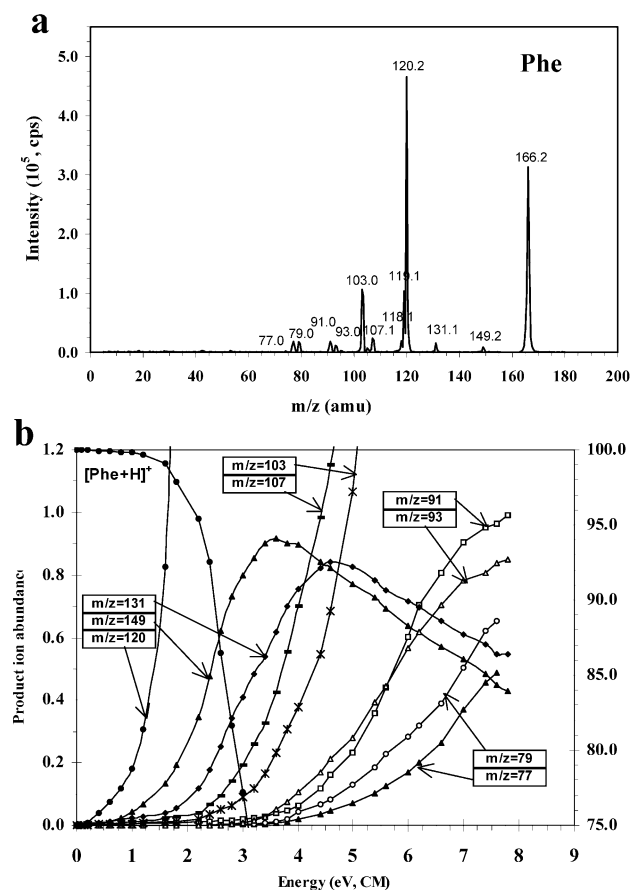 a
Phe
5.0
4.0
3.0
2.0
1.0
0.0
Intensity (10⁵, cps)
120.2
166.2
103.0
119.1
118.1
91.0
93.0
107.1
77.0
79.0
131.1
149.2
0 20 40 60 80 100 120 140 160 180 200
m/z (amu)
b
1.2
1.0
0.8
0.6
0.4
0.2
0.0
Product ion abundanc
[Phe+H]⁺
m/z=103
m/z=107
m/z=91
m/z=93
m/z=131
m/z=149
m/z=120
m/z=79
m/z=77
100.0
95.0
90.0
85.0
80.0
75.0
0 1 2 3 4 5 6 7 8 9
Energy (eV, CM)